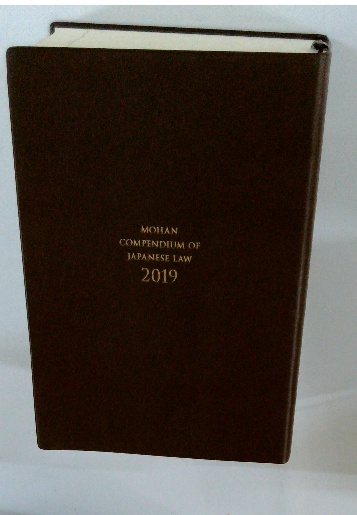 MOHAN
COMPENDIUM OF
JAPANESE LAW
2019